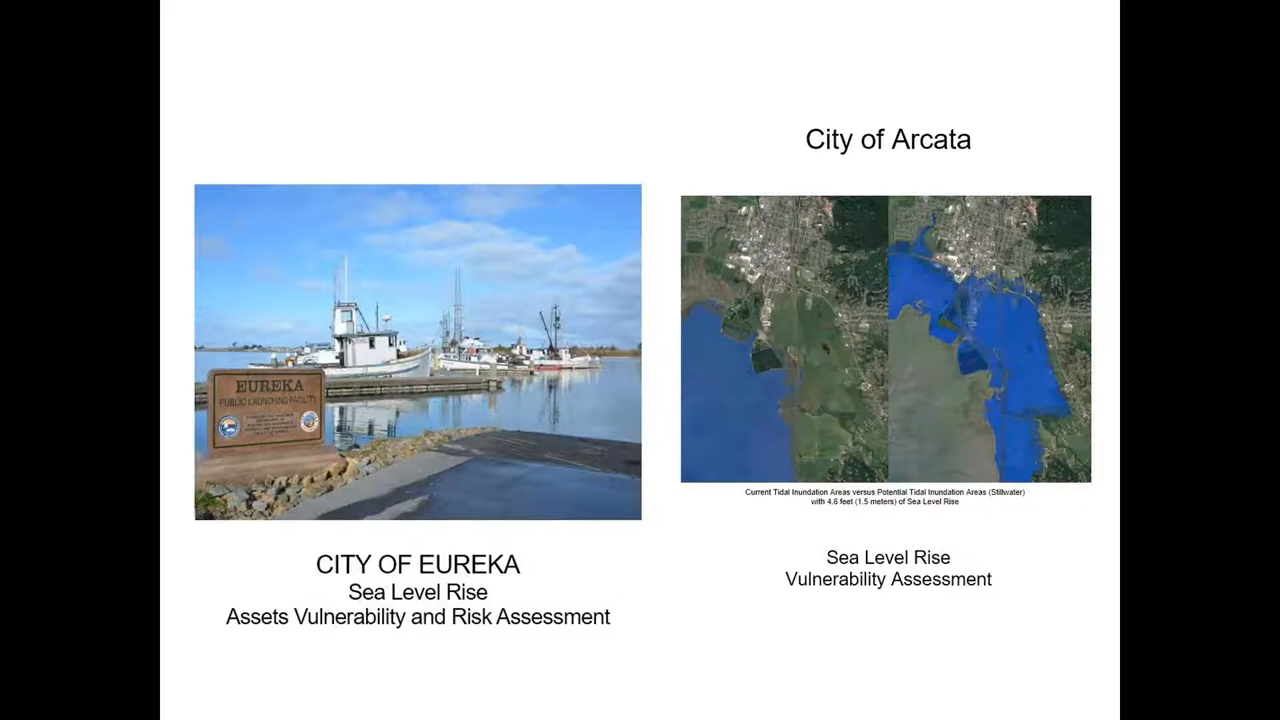 City of Arcata
EUREKA
PUBLIC LAUNCHING FACILITY
Current Tidal Inundation Areas versus Potential Tidal Inundation Areas (Stillwater)
with 4.6 feet (1.5 meters) of Sea Level Rise
CITY OF EUREKA
Sea Level Rise
Assets Vulnerability and Risk Assessment
Sea Level Rise
Vulnerability Assessment